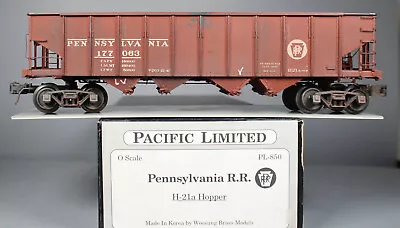 PENNSYLVANIA
177063
PACIFIC LIMITED
O Scale
PL-850
Pennsylvania R.R.
H-21a Hopper
Made In Korea by Woosung Brass Models